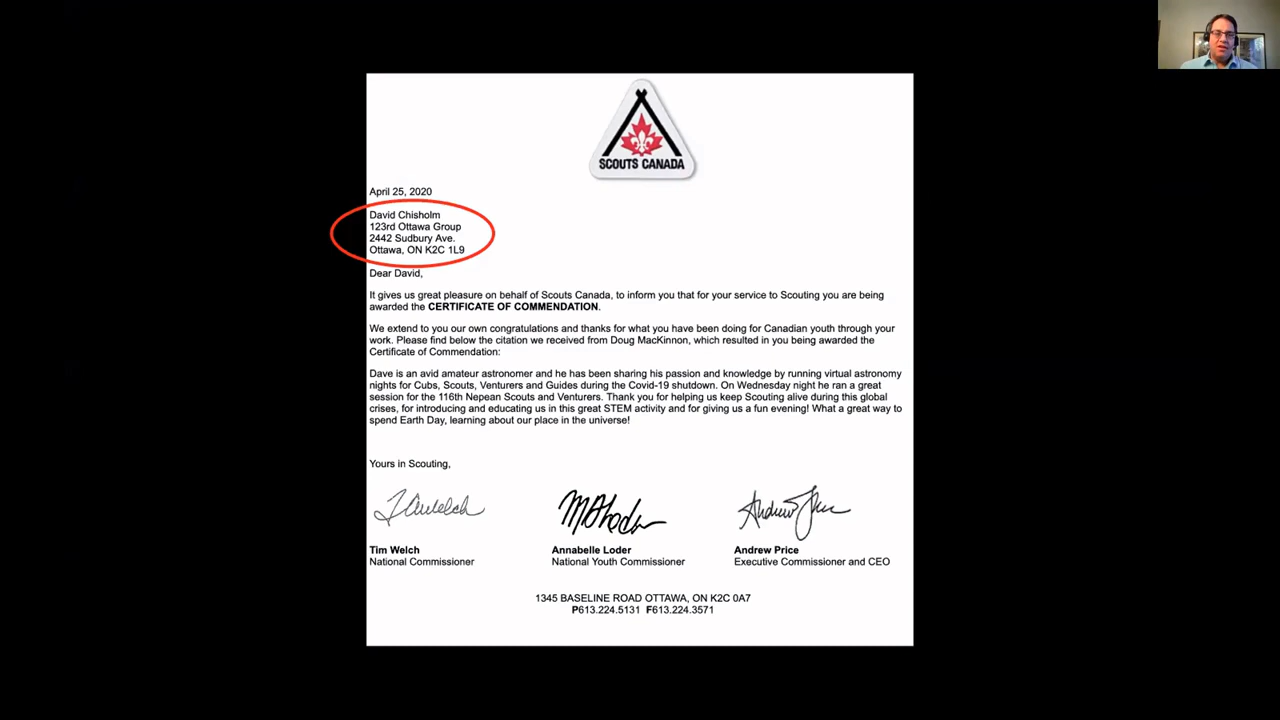 SCOUTS CANADA
April 25, 2020
David Chisholm
123rd Ottawa Group
2442 Sudbury Ave.
Ottawa, ON K2C 1L9
Dear David,
It gives us great pleasure on behalf of Scouts Canada, to inform you that for your service to Scouting you are being
awarded the CERTIFICATE OF COMMENDATION.
We extend to you our own congratulations and thanks for what you have been doing for Canadian youth through your
work. Please find below the citation we received from Doug MacKinnon, which resulted in you being awarded the
Certificate of Commendation:
Dave is an avid amateur astronomer and he has been sharing his passion and knowledge by running virtual astronomy
nights for Cubs, Scouts, Venturers and Guides during the Covid-19 shutdown. On Wednesday night he ran a great
session for the 116th Nepean Scouts and Venturers. Thank you for helping us keep Scouting alive during this global
crises, for introducing and educating us in this great STEM activity and for giving us a fun evening! What a great way to
spend Earth Day, learning about our place in the universe!
Yours in Scouting,
Tim Welch Annabelle Loder Andrew Price
National Commissioner National Youth Commissioner Executive Commissioner and CEO
1345 BASELINE ROAD OTTAWA, ON K2C 0A7
P613.224.5131 F613.224.3571